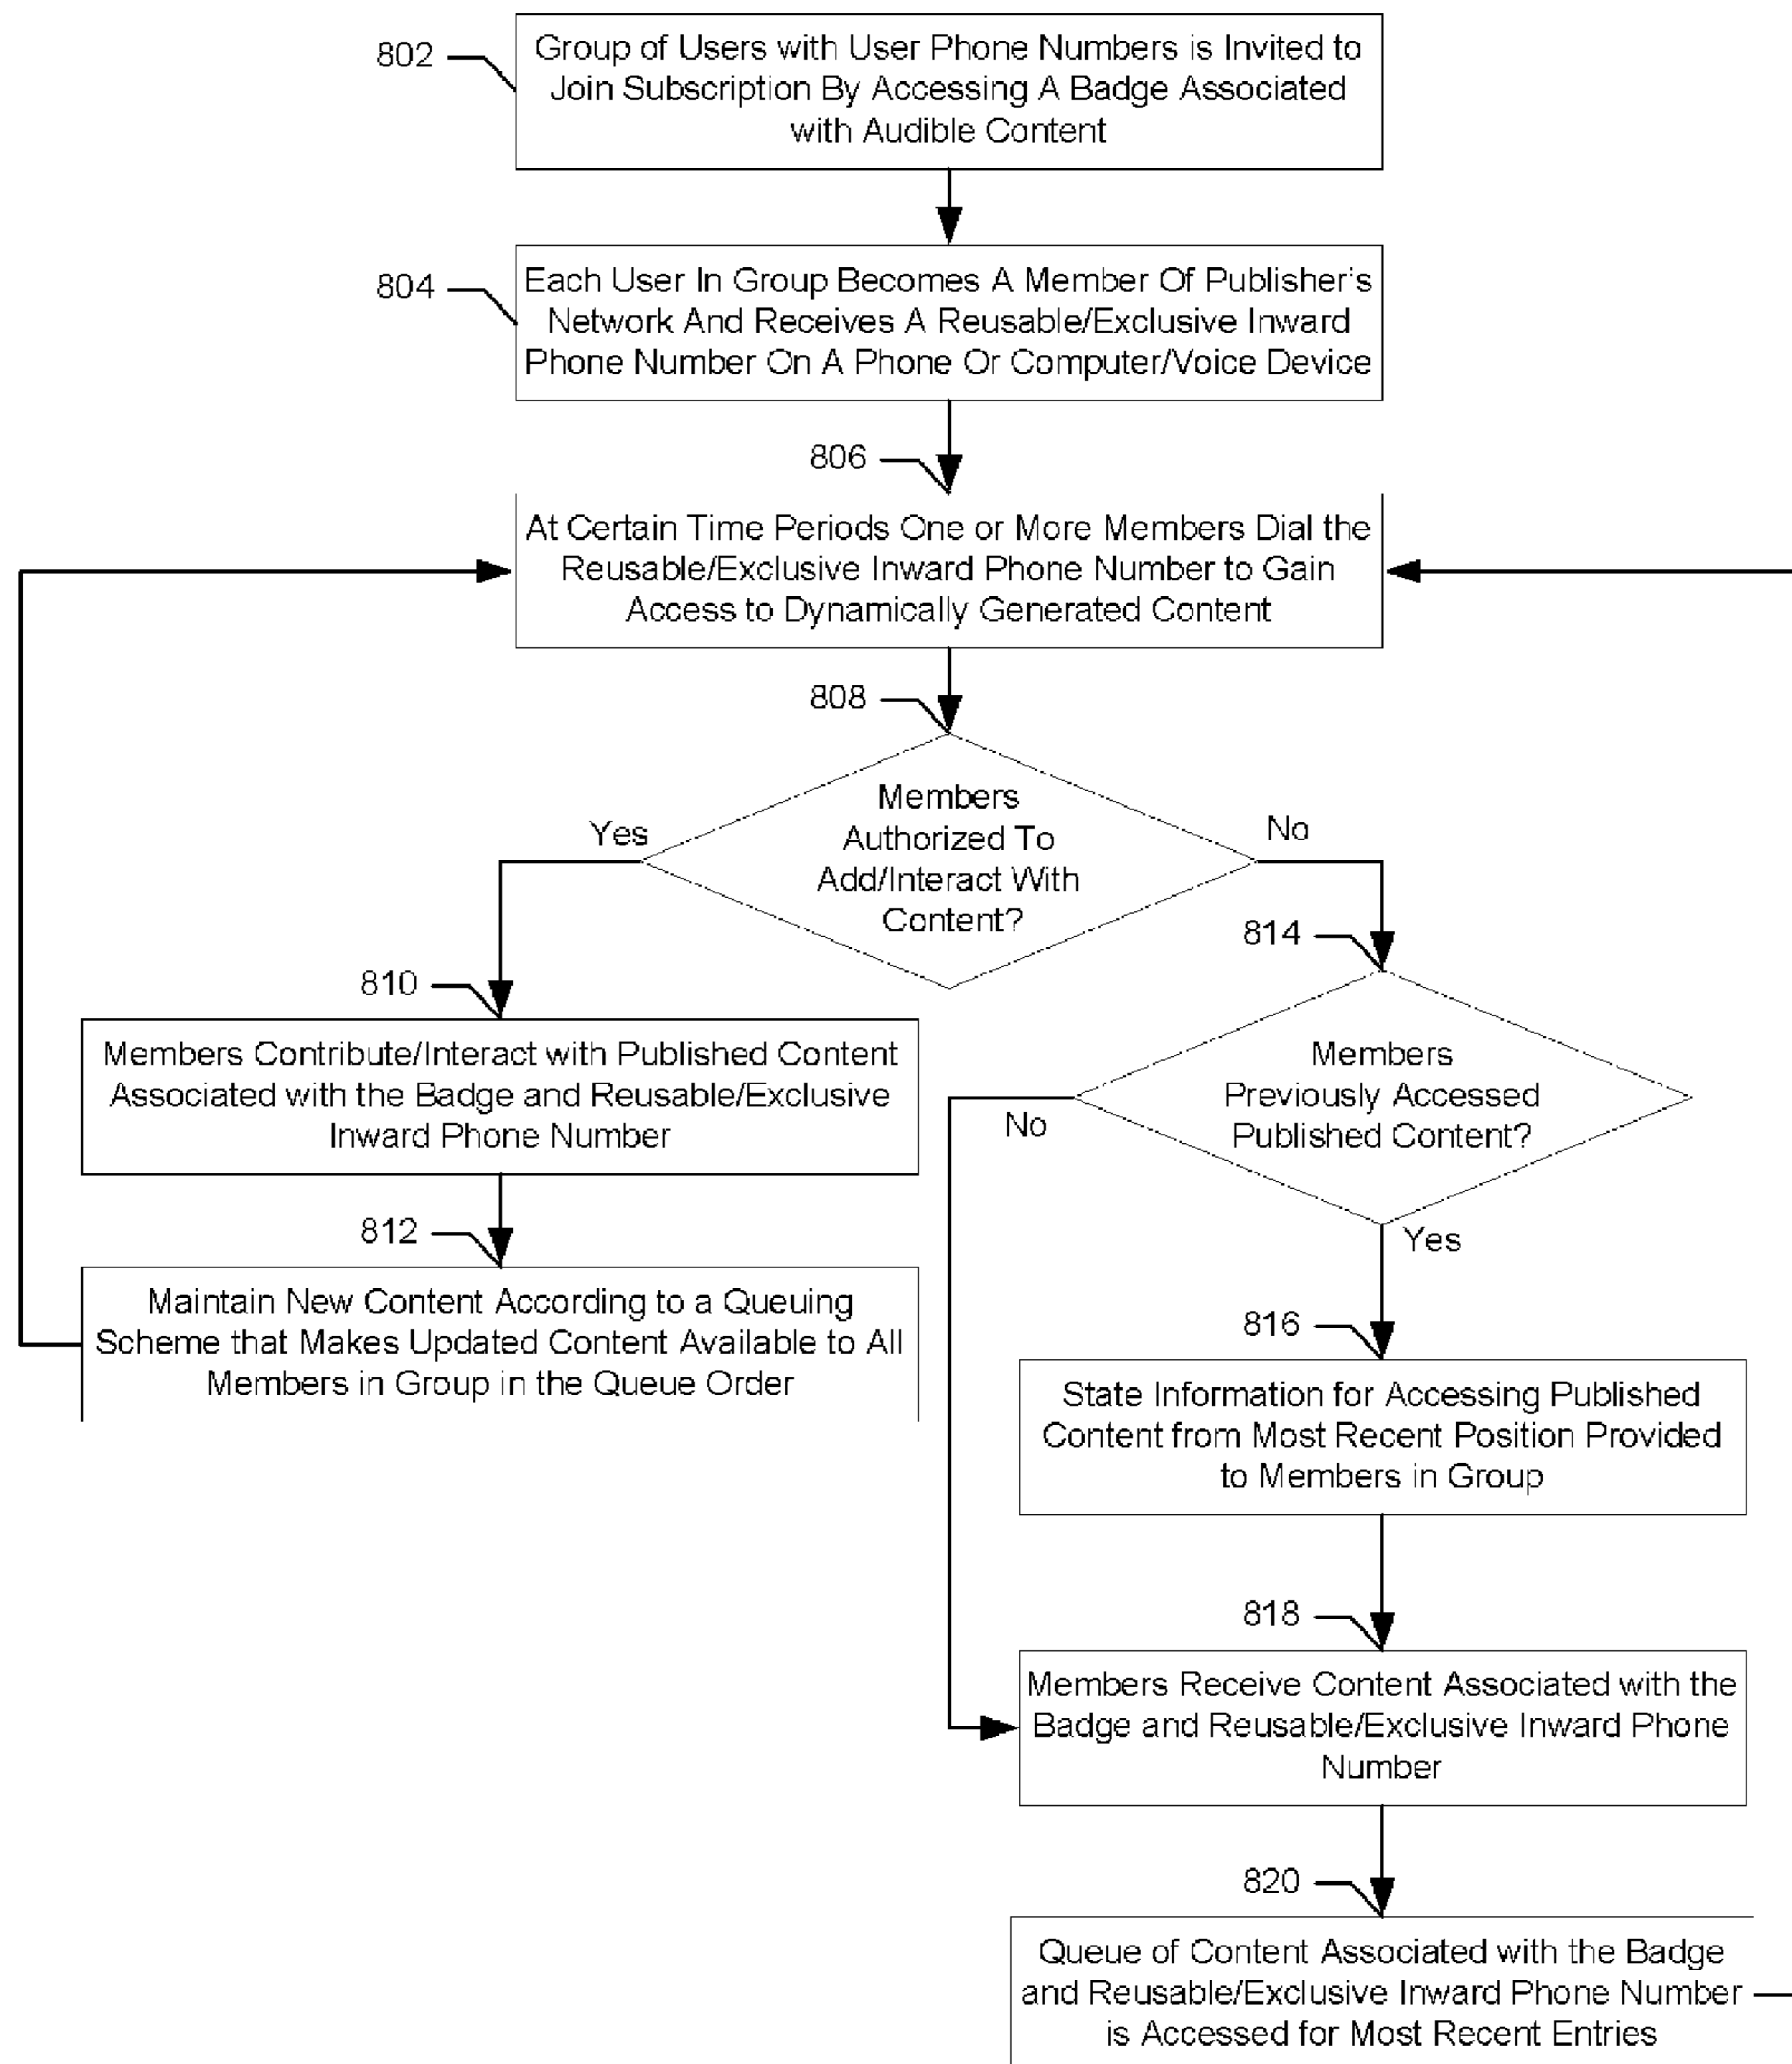 802
Group of Users with User Phone Numbers is Invited to
Join Subscription By Accessing A Badge Associated
with Audible Content
804
Each User In Group Becomes A Member Of Publisher's
Network And Receives A Reusable/Exclusive Inward
Phone Number On A Phone Or Computer/Voice Device
806
At Certain Time Periods One or More Members Dial the
Reusable/Exclusive Inward Phone Number to Gain
Access to Dynamically Generated Content
808
Members
Authorized To
Add/Interact With
Content?
Yes
No
810
Members Contribute/Interact with Published Content
Associated with the Badge and Reusable/Exclusive
Inward Phone Number
812
Maintain New Content According to a Queuing
Scheme that Makes Updated Content Available to All
Members in Group in the Queue Order
814
Members
Previously Accessed
Published Content?
No
Yes
816
State Information for Accessing Published
Content from Most Recent Position Provided
to Members in Group
818
Members Receive Content Associated with the
Badge and Reusable/Exclusive Inward Phone
Number
820
Queue of Content Associated with the Badge
and Reusable/Exclusive Inward Phone Number
is Accessed for Most Recent Entries